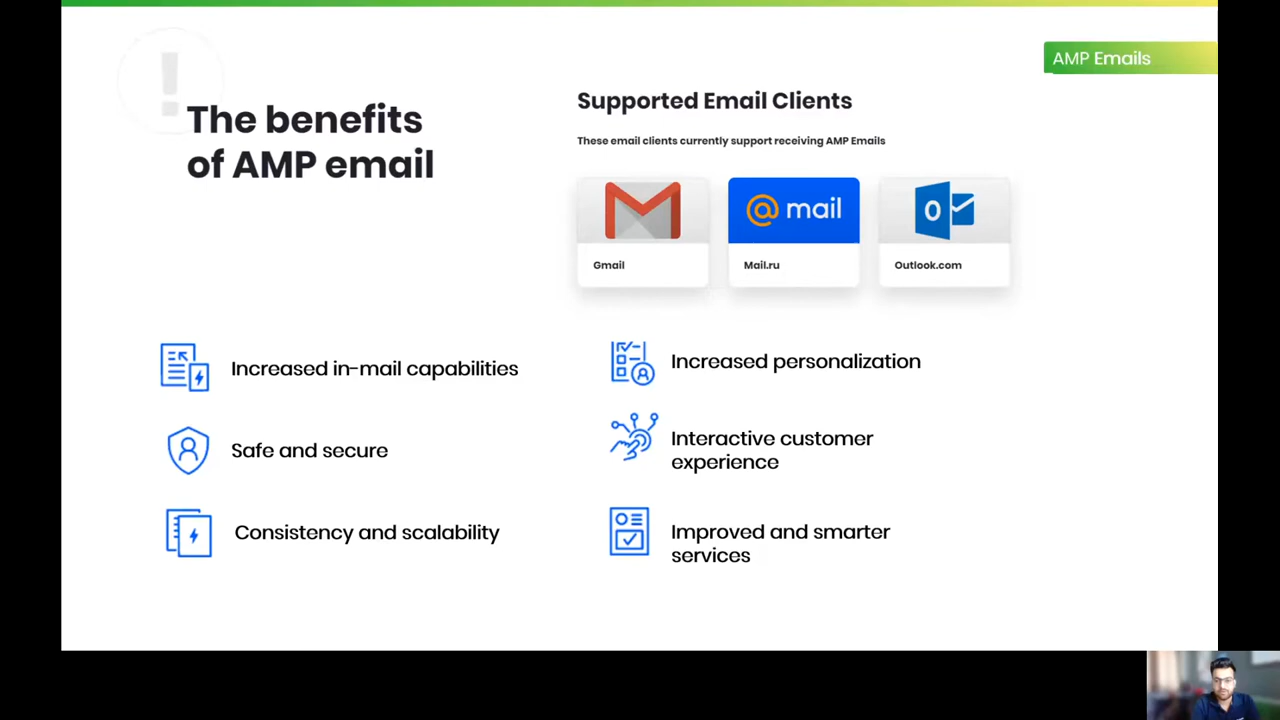 AMP Emails
The benefits
of AMP email
Supported Email Clients
These email clients currently support receiving AMP Emails
@ mail
O
Gmail
Mail.ru
Outlook.com
Increased in-mail capabilities
Increased personalization
Safe and secure
Interactive customer
experience
Consistency and scalability
Improved and smarter
services